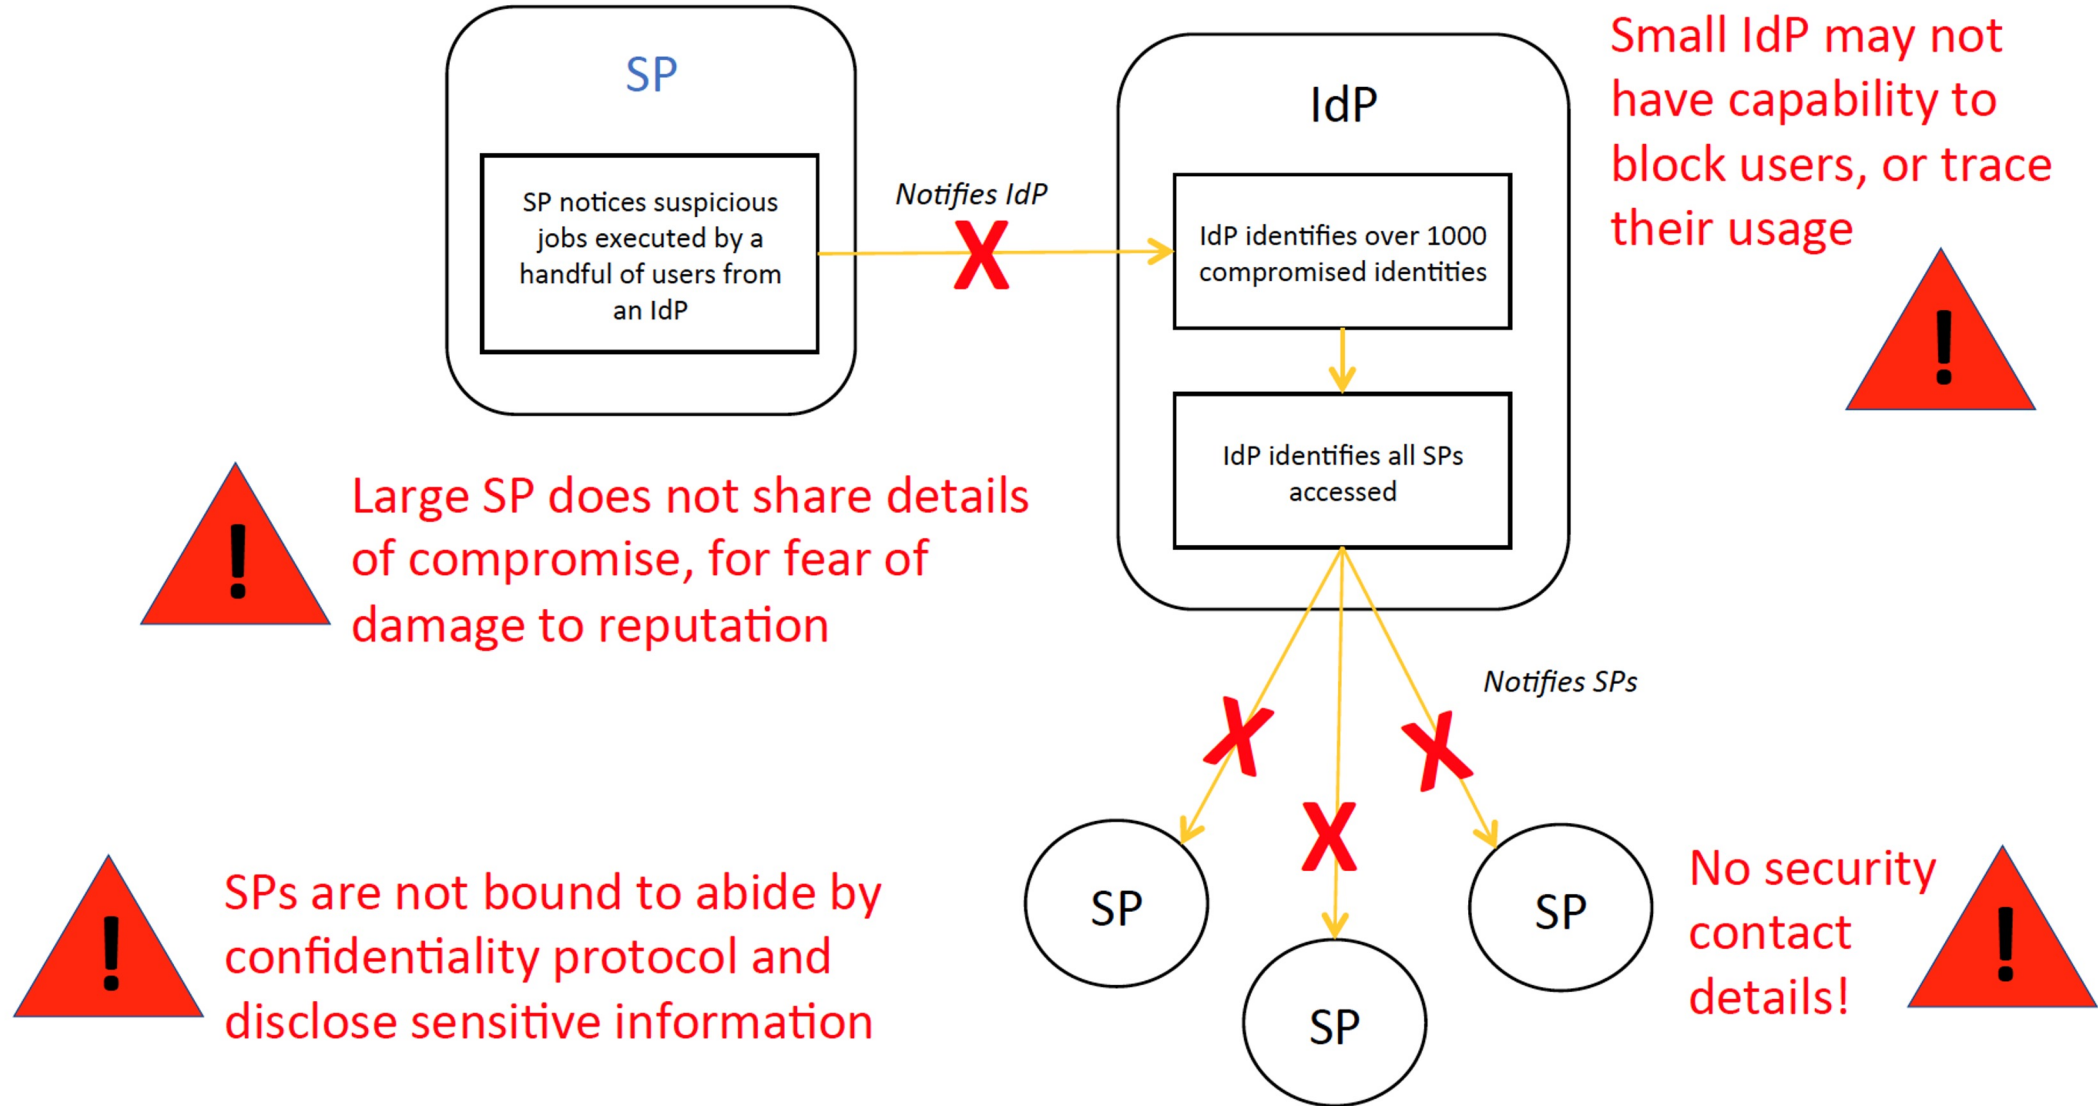 SP
SP notices suspicious
jobs executed by a
handful of users from
an IdP
Notifies IdP
X
IdP
IdP identifies over 1000
compromised identities
IdP identifies all SPs
accessed
Small IdP may not
have capability to
block users, or trace
their usage
!
!
Large SP does not share details
of compromise, for fear of
damage to reputation
Notifies SPs
X
X
X
SP
SP
SP
!
SPs are not bound to abide by
confidentiality protocol and
disclose sensitive information
No security
contact
details!
!